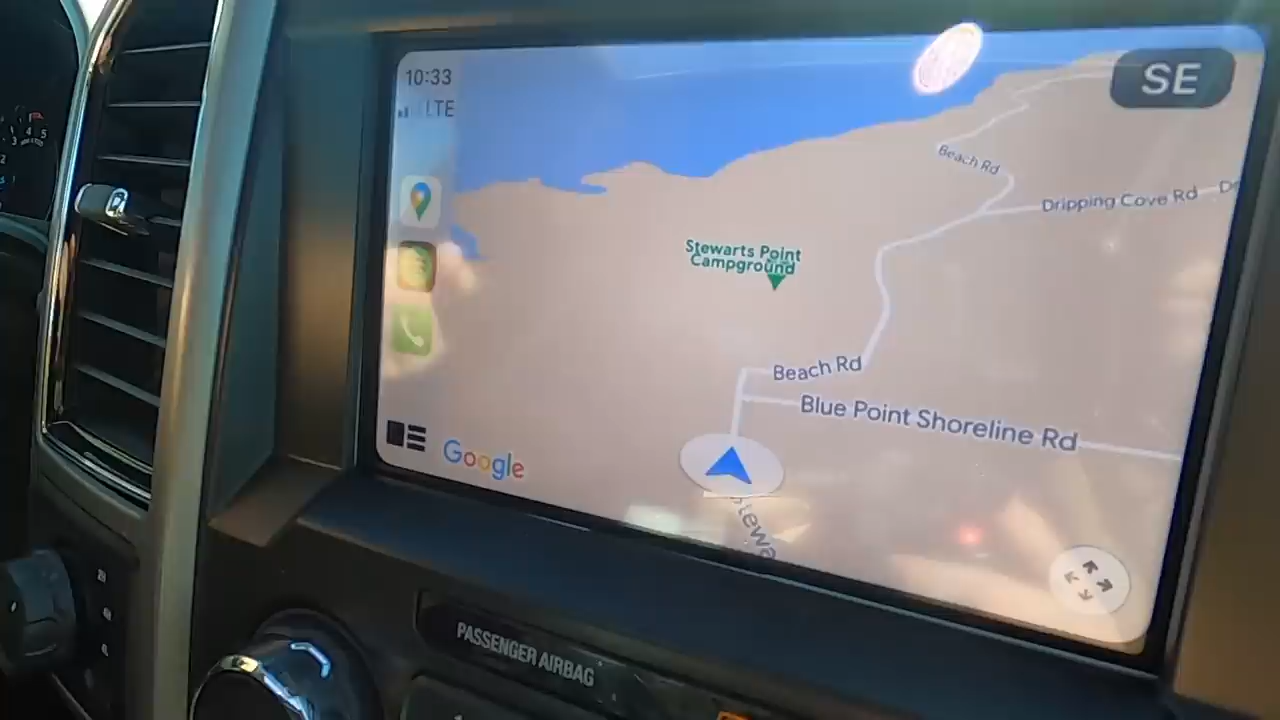 10:33
LTE
SE
Beach Rd
Dripping Cove Rd
Stewarts Point
Campground
Beach Rd
Blue Point Shoreline Rd
Google
PASSENGER AIRBAG